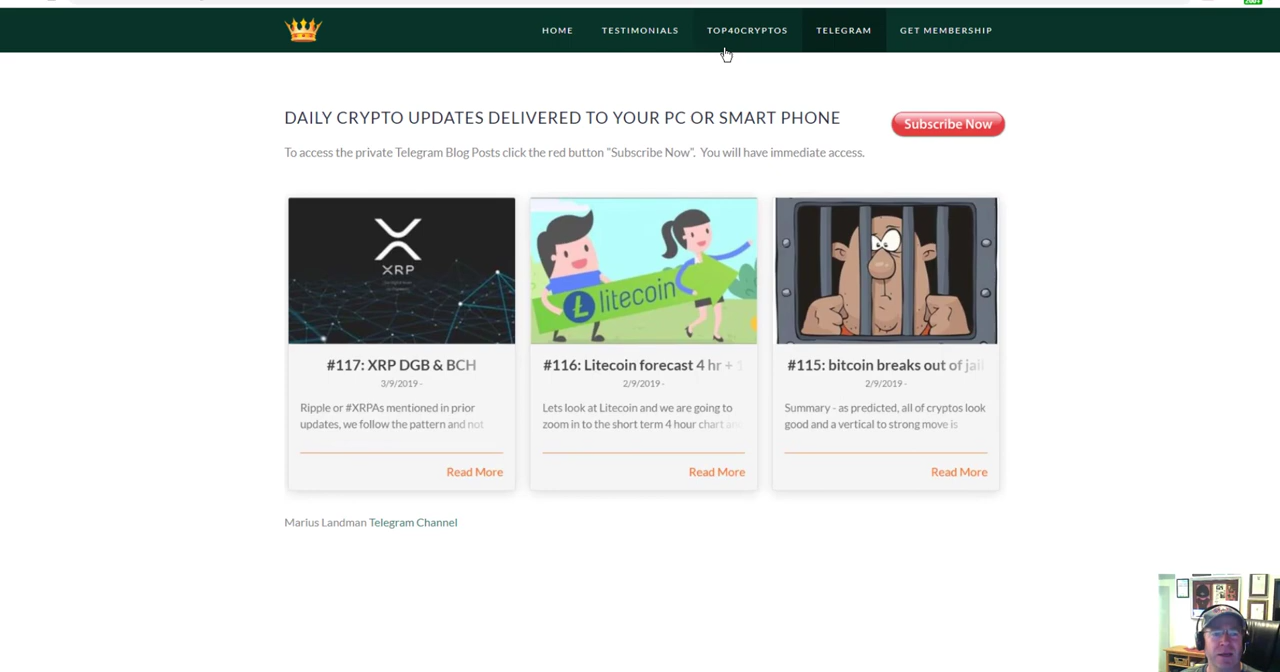 HOME TESTIMONIALS TOP40CRYPTOS TELEGRAM GET MEMBERSHIP
DAILY CRYPTO UPDATES DELIVERED TO YOUR PC OR SMART PHONE
Subscribe Now
To access the private Telegram Blog Posts click the red button "Subscribe Now". You will have immediate access.
XRP
litecoin
#117: XRP DGB & BCH
3/9/2019 -
Ripple or #XRPAs mentioned in prior
updates, we follow the pattern and not
Read More
#116: Litecoin forecast 4 hr + 1
2/9/2019 -
Lets look at Litecoin and we are going to
zoom in to the short term 4 hour chart and
Read More
#115: bitcoin breaks out of jail
2/9/2019 -
Summary - as predicted, all of cryptos look
good and a vertical to strong move is
Read More
Marius Landman Telegram Channel